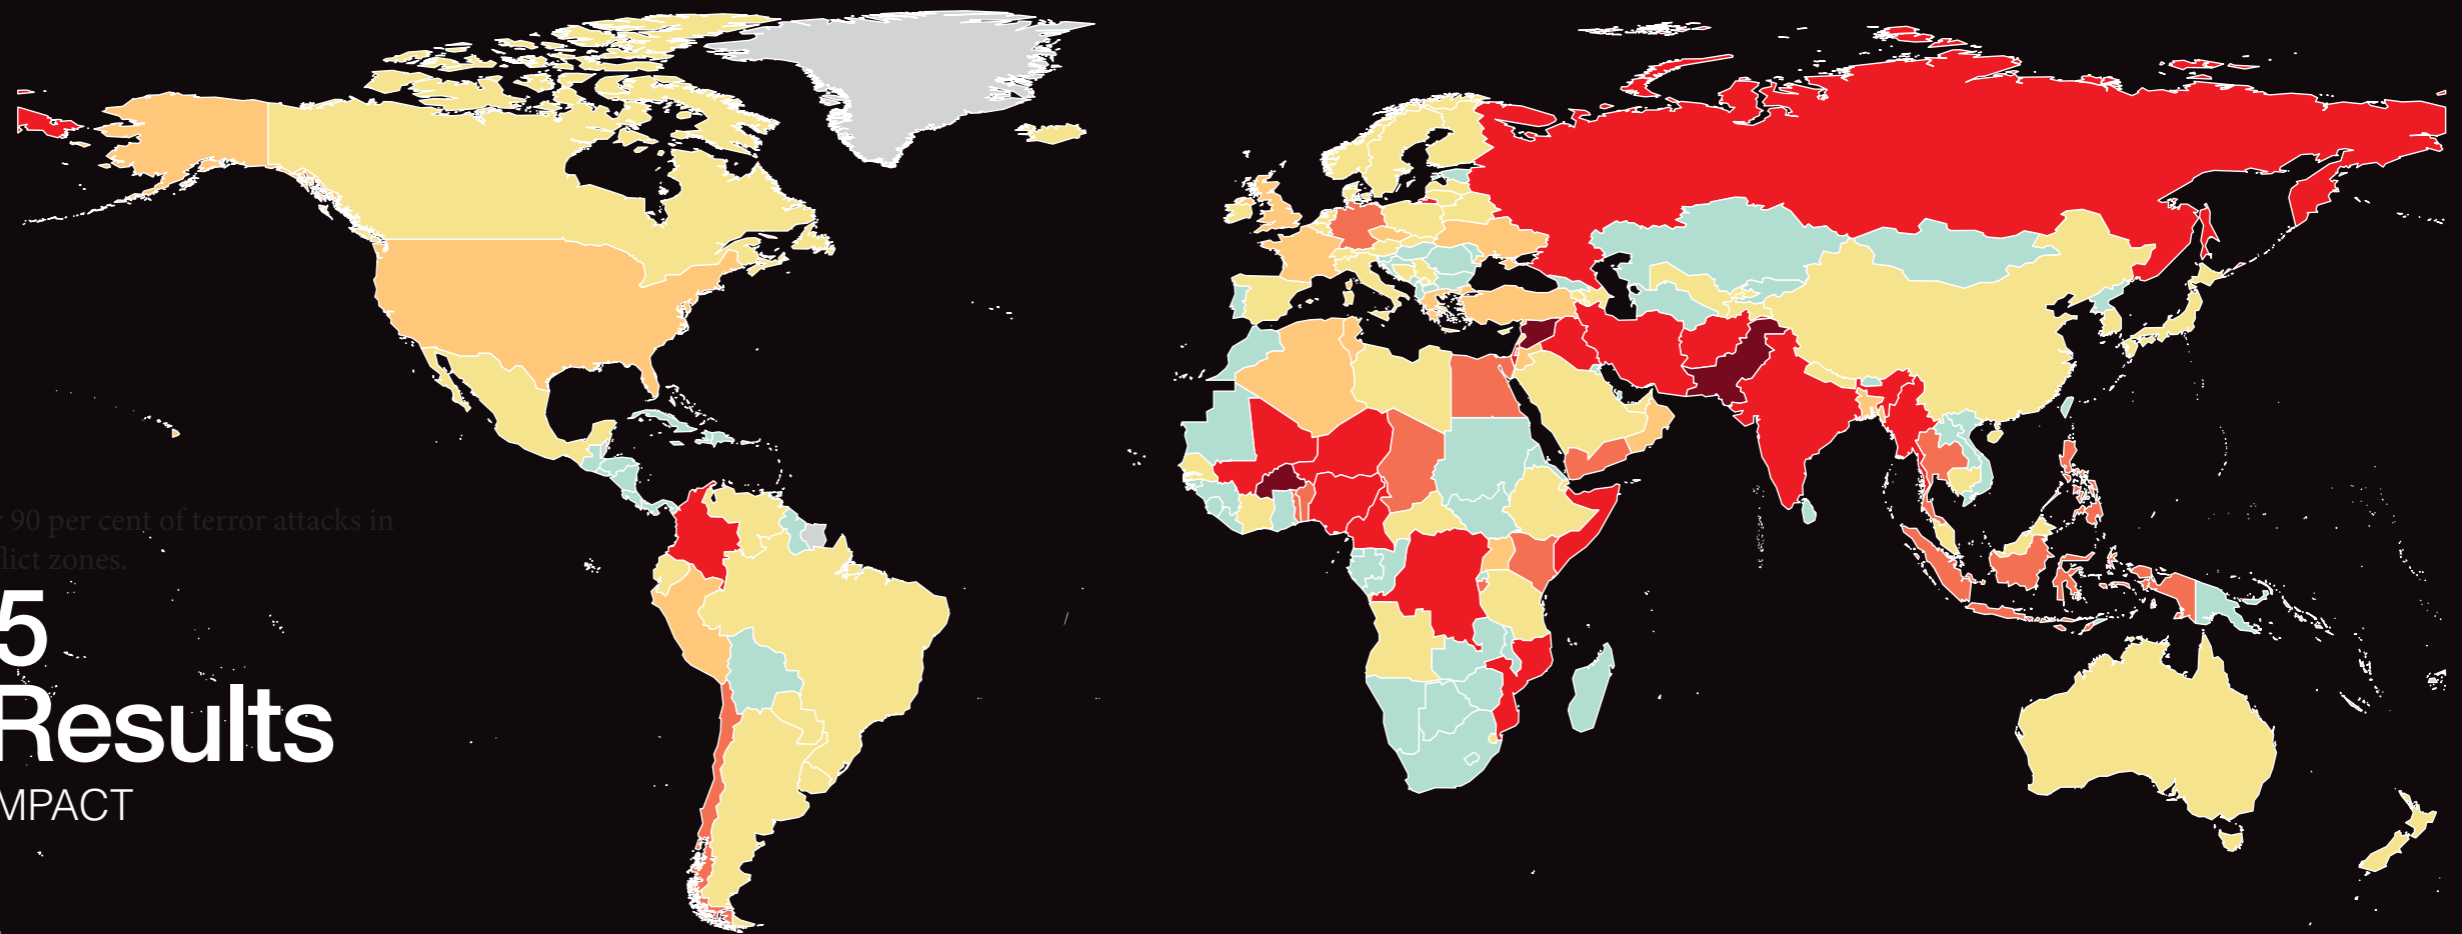 90 per cent of terror attacks in
flict zones.
5
Results
MPACT